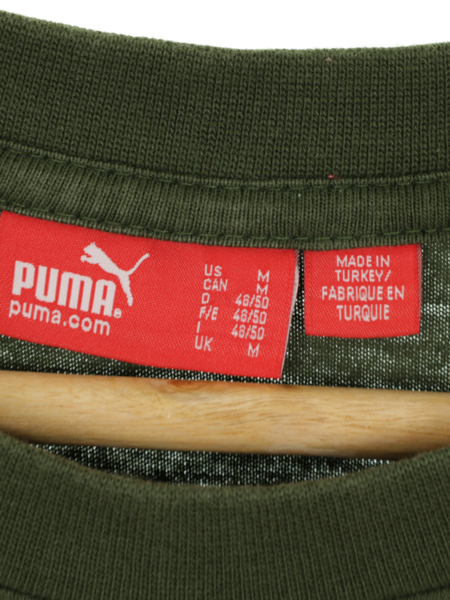 PUMA®
puma.com
US M
CAN M
D 48/50
F/E 48/50
I 48/50
UK M
MADE IN
TURKEY/
FABRIQUE EN
TURQUIE